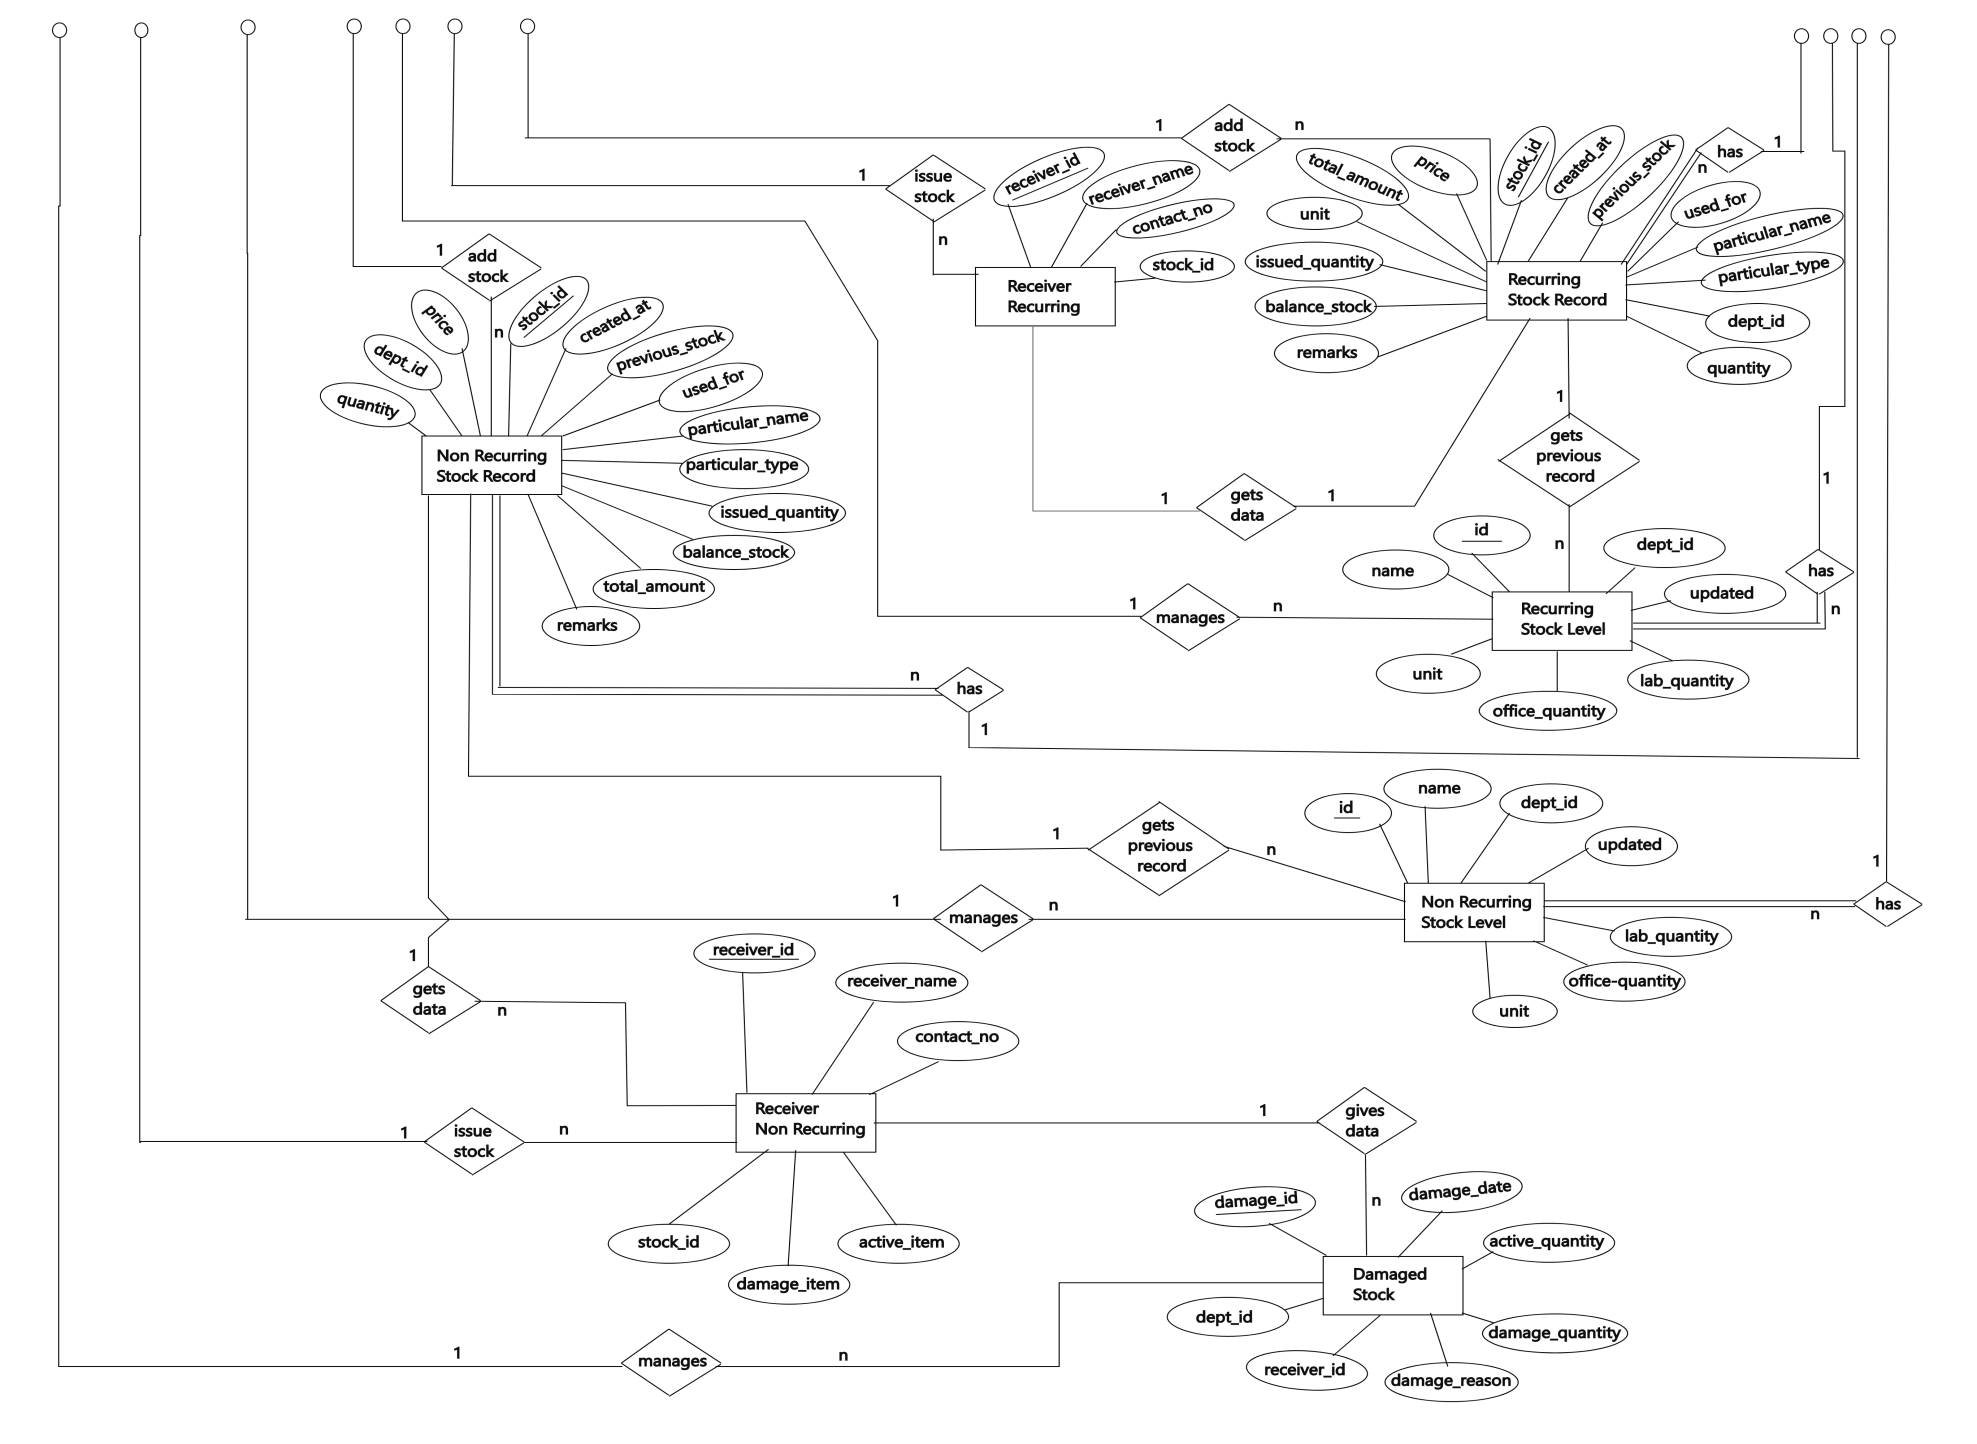 1
add
stock
n
1
issue
stock
n
receiver_id
receiver_name
contact_no
stock_id
Receiver
Recurring
total_amount
price
stock_id
created_at
previous_stock
has
1
n
used_for
particular_name
particular_type
dept_id
quantity
unit
issued_quantity
balance_stock
remarks
Recurring
Stock Record
1
add
stock
n
price
stock_id
created_at
previous_stock
dept_id
used_for
quantity
particular_name
particular_type
issued_quantity
balance_stock
total_amount
remarks
Non Recurring
Stock Record
1
gets
previous
record
n
1
gets
data
1
1
has
n
id
dept_id
name
updated
Recurring
Stock Level
unit
lab_quantity
office_quantity
1
manages
n
n
has
1
1
gets
previous
record
n
id
name
dept_id
updated
Non Recurring
Stock Level
1
has
n
lab_quantity
office-quantity
unit
1
manages
n
1
gets
data
n
receiver_id
receiver_name
contact_no
Receiver
Non Recurring
1
issue
stock
n
stock_id
damage_item
active_item
1
gives
data
n
damage_id
damage_date
active_quantity
Damaged
Stock
dept_id
damage_quantity
receiver_id
damage_reason
1
manages
n